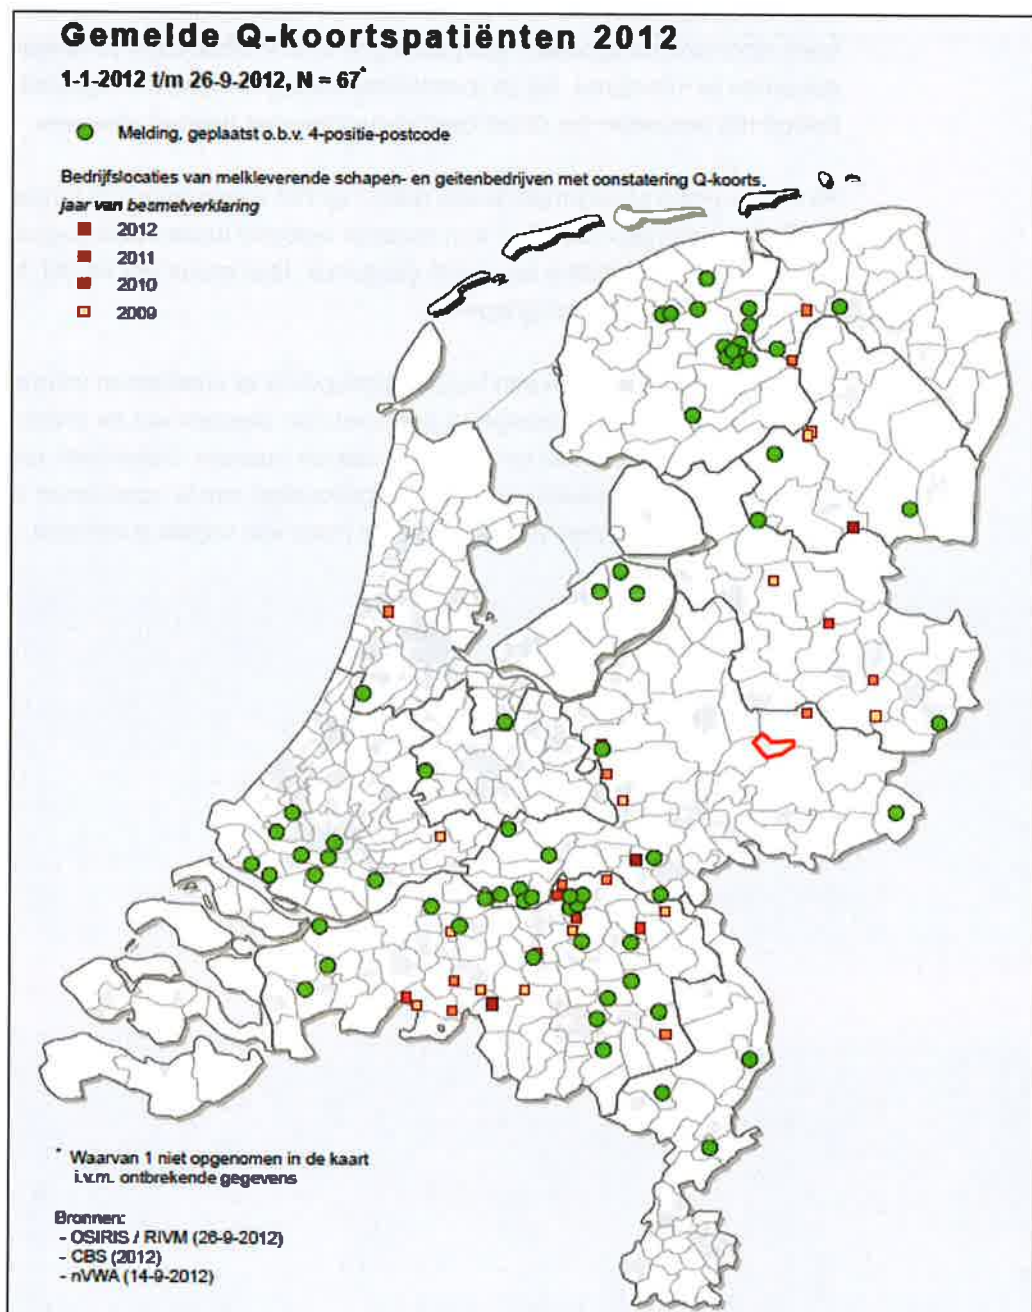 Gemelde Q-koortspatiënten 2012
1-1-2012 t/m 26-9-2012, N = 67*
Melding, geplaatst o.b.v. 4-positie-postcode
Bedrijfslocaties van melkleverende schapen- en geitenbedrijven met constatering Q-koorts.
jaar van besmetverklaring
2012
2011
2010
2009
* Waarvan 1 niet opgenomen in de kaart
i.v.m. ontbrekende gegevens
Bronnen:
- OSIRIS / RIVM (26-9-2012)
- CBS (2012)
- nVWA (14-9-2012)